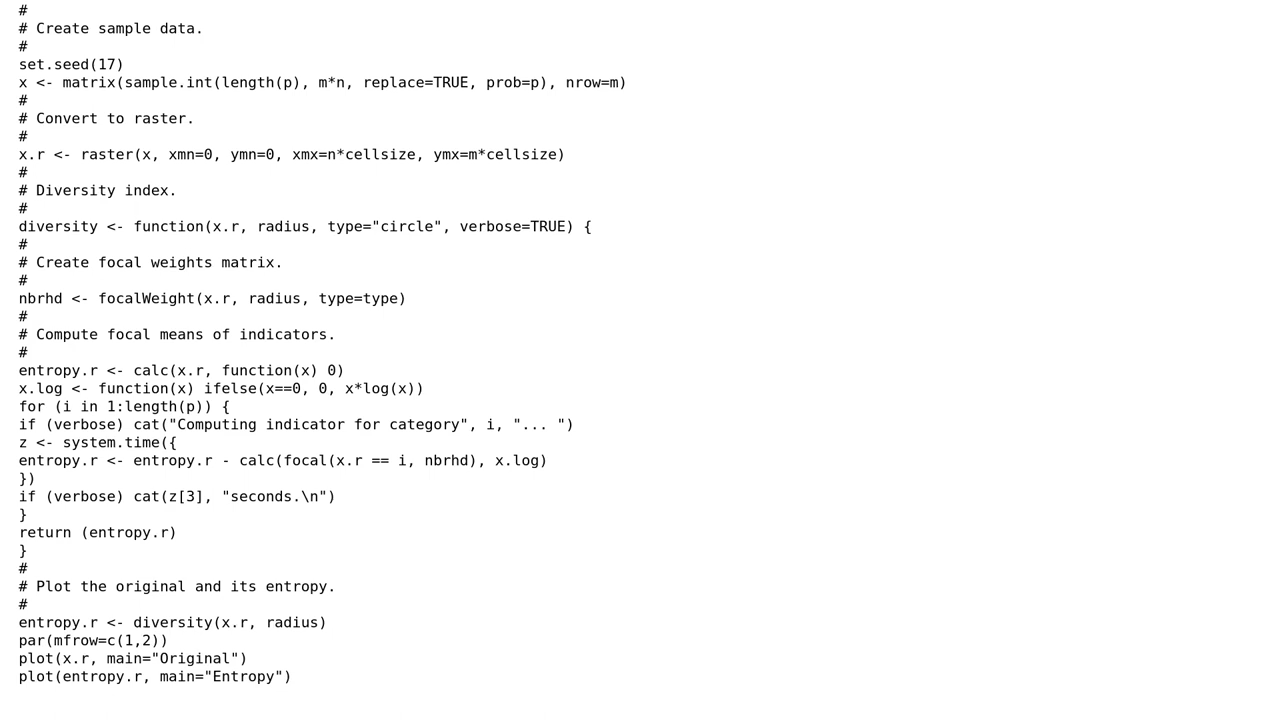 #
# Create sample data.
#
set.seed(17)
x <- matrix(sample.int(length(p), m*n, replace=TRUE, prob=p), nrow=m)
#
# Convert to raster.
#
x.r <- raster(x, xmn=0, ymn=0, xmx=n*cellsize, ymx=m*cellsize)
#
# Diversity index.
#
diversity <- function(x.r, radius, type="circle", verbose=TRUE) {
#
# Create focal weights matrix.
#
nbrhd <- focalWeight(x.r, radius, type=type)
#
# Compute focal means of indicators.
#
entropy.r <- calc(x.r, function(x) 0)
x.log <- function(x) ifelse(x==0, 0, x*log(x))
for (i in 1:length(p)) {
if (verbose) cat("Computing indicator for category", i, "... ")
z <- system.time({
entropy.r <- entropy.r - calc(focal(x.r == i, nbrhd), x.log)
})
if (verbose) cat(z[3], "seconds.\n")
}
return (entropy.r)
}
#
# Plot the original and its entropy.
#
entropy.r <- diversity(x.r, radius)
par(mfrow=c(1,2))
plot(x.r, main="Original")
plot(entropy.r, main="Entropy")